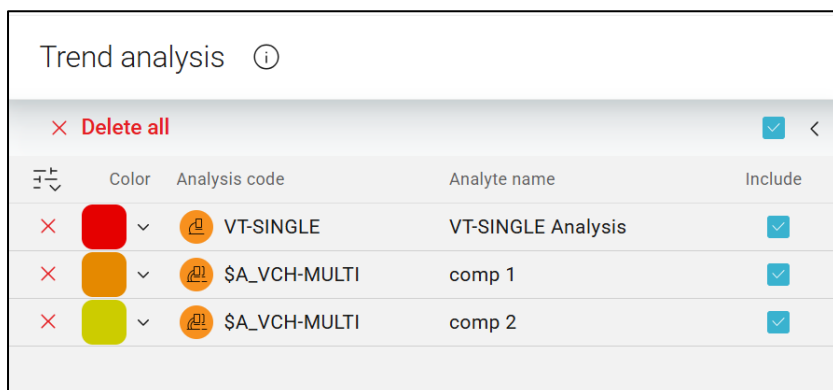 Trend analysis
Delete all
Color Analysis code Analyte name Include
VT-SINGLE VT-SINGLE Analysis
$A_VCH-MULTI comp 1
$A_VCH-MULTI comp 2